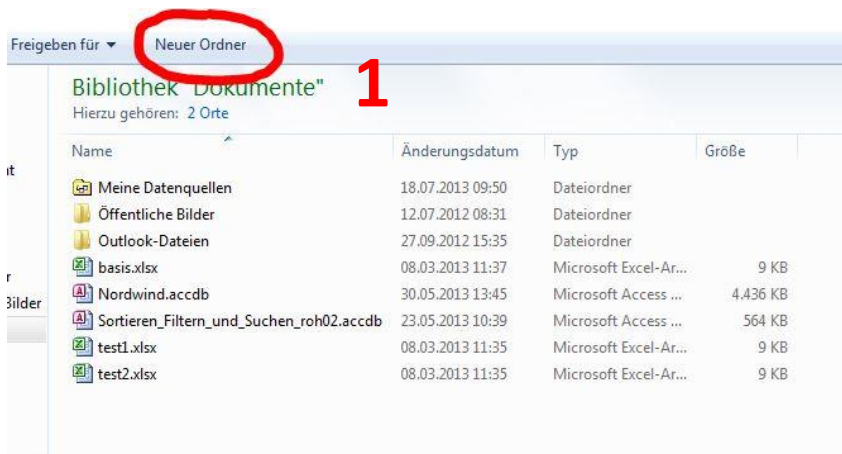 Freigeben für Neuer Ordner
1
Bibliothek "Dokumente"
Hierzu gehören: 2 Orte
Name Änderungsdatum Typ Größe
Meine Datenquellen 18.07.2013 09:50 Dateiordner
Öffentliche Bilder 12.07.2012 08:31 Dateiordner
Outlook-Dateien 27.09.2012 15:35 Dateiordner
basis.xlsx 08.03.2013 11:37 Microsoft Excel-Ar... 9 KB
Bilder Nordwind.accdb 30.05.2013 13:45 Microsoft Access ... 4.436 KB
Sortieren_Filtern_und_Suchen_roh02.accdb 23.05.2013 10:39 Microsoft Access ... 564 KB
test1.xlsx 08.03.2013 11:35 Microsoft Excel-Ar... 9 KB
test2.xlsx 08.03.2013 11:35 Microsoft Excel-Ar... 9 KB